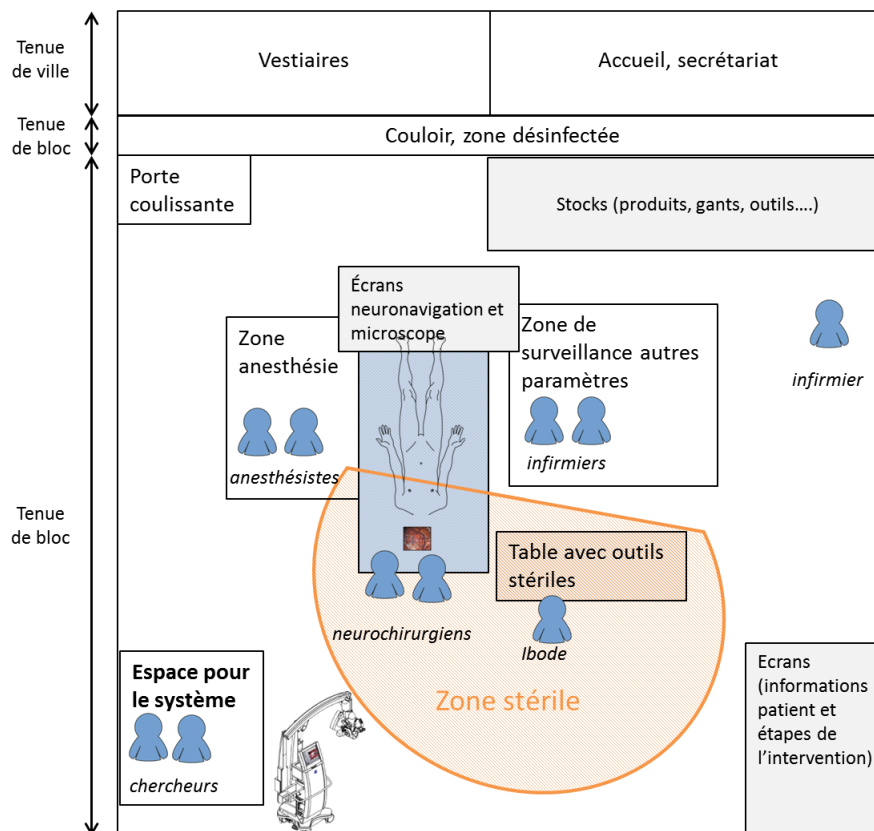 Tenue
de ville
Vestiaires
Accueil, secrétariat
Tenue
de bloc
Couloir, zone désinfectée
Porte
coulissante
Stocks (produits, gants, outils....)
Écrans
neuronavigation et
microscope
Zone
anesthésie
anesthésistes
Zone de
surveillance autres
paramètres
infirmiers
infirmier
Tenue
de bloc
Table avec outils
stériles
neurochirurgiens
Ibode
Zone stérile
Espace pour
le système
chercheurs
Ecrans
(informations
patient et
étapes de
l’intervention)